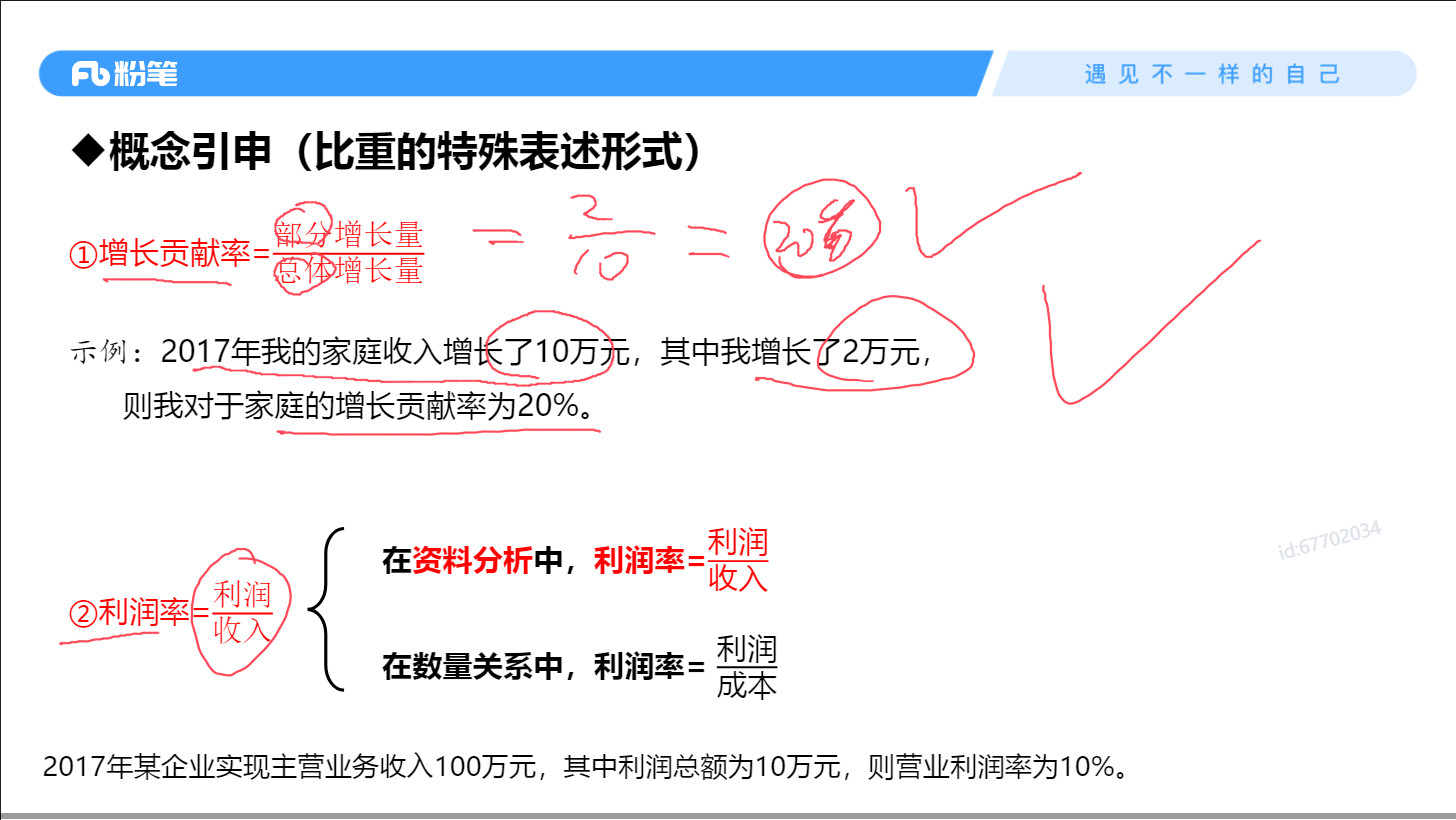 粉笔
遇见不一样的自己
◆概念引申（比重的特殊表述形式）
①增长贡献率=部分增长量/总体增长量 = 2/10 = 20%
示例：2017年我的家庭收入增长了10万元，其中我增长了2万元，
则我对于家庭的增长贡献率为20%。
id:67702034
在资料分析中，利润率=利润/收入
②利润率=利润/收入
在数量关系中，利润率=利润/成本
2017年某企业实现主营业务收入100万元，其中利润总额为10万元，则营业利润率为10%。